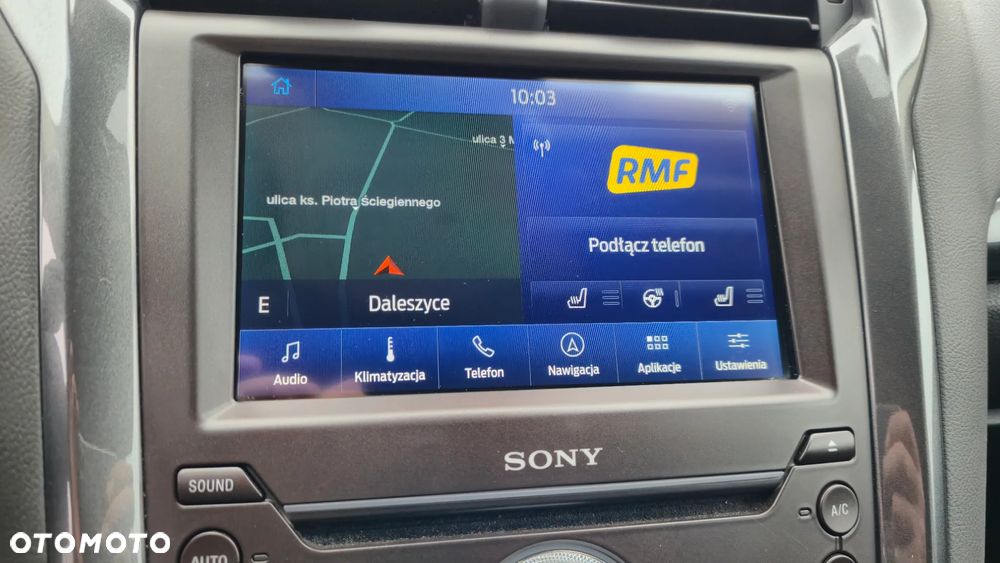 10:03
ulica 3 M
RMF
ulica ks. Piotra Ściegiennego
Podłącz telefon
E
Daleszyce
Audio
Klimatyzacja
Telefon
Nawigacja
Aplikacje
Ustawienia
SONY
SOUND
A/C
AUTO
OTOMOTO